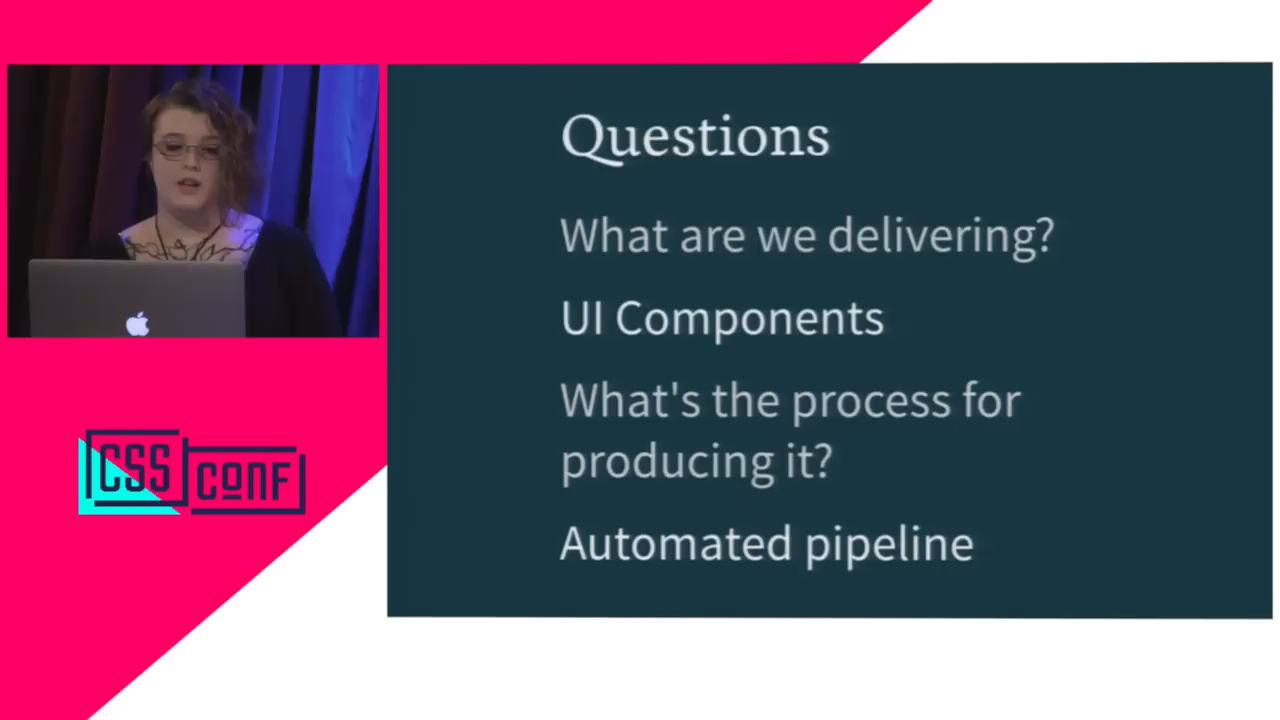 Questions
What are we delivering?
UI Components
What's the process for
producing it?
Automated pipeline
CSS
CONF